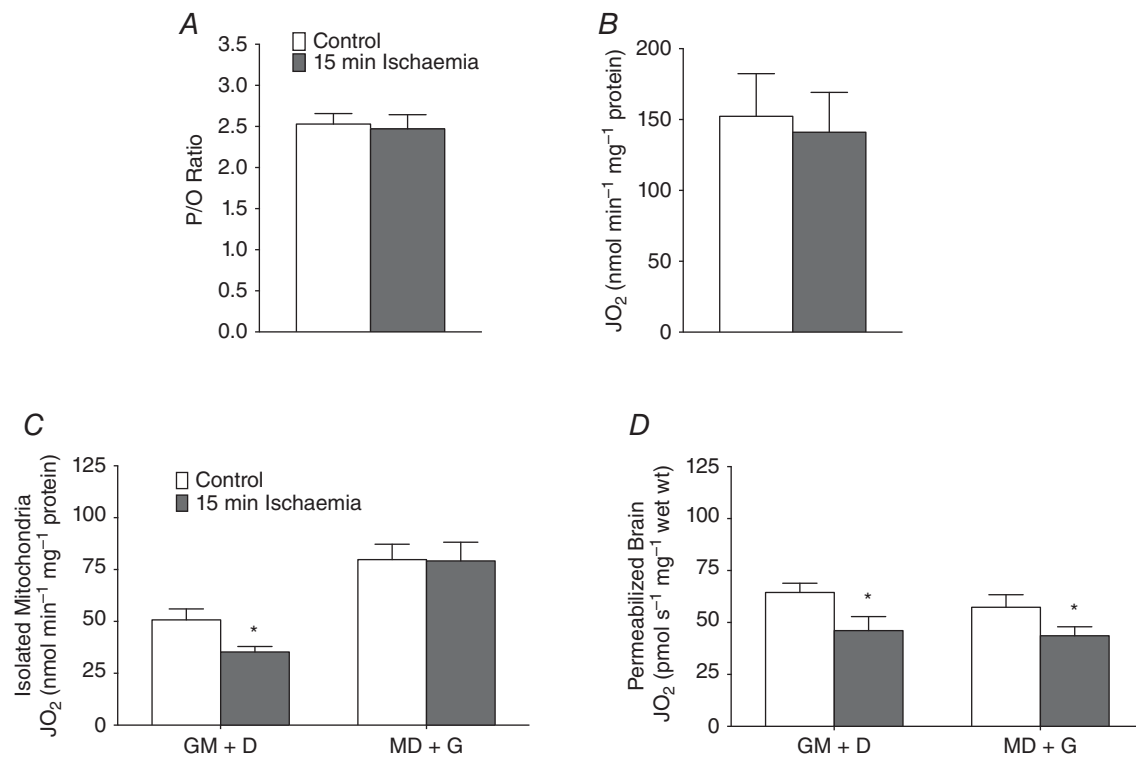 A
Control
15 min Ischaemia
3.5
3.0
2.5
2.0
1.5
1.0
0.5
0.0
P/O Ratio
B
200
150
100
50
0
JO₂ (nmol min⁻¹ mg⁻¹ protein)
C
Control
15 min Ischaemia
125
100
75
50
25
0
Isolated Mitochondria
JO₂ (nmol min⁻¹ mg⁻¹ protein)
*
GM + D
MD + G
D
125
100
75
50
25
0
Permeabilized Brain
JO₂ (pmol s⁻¹ mg⁻¹ wet wt)
*
*
GM + D
MD + G